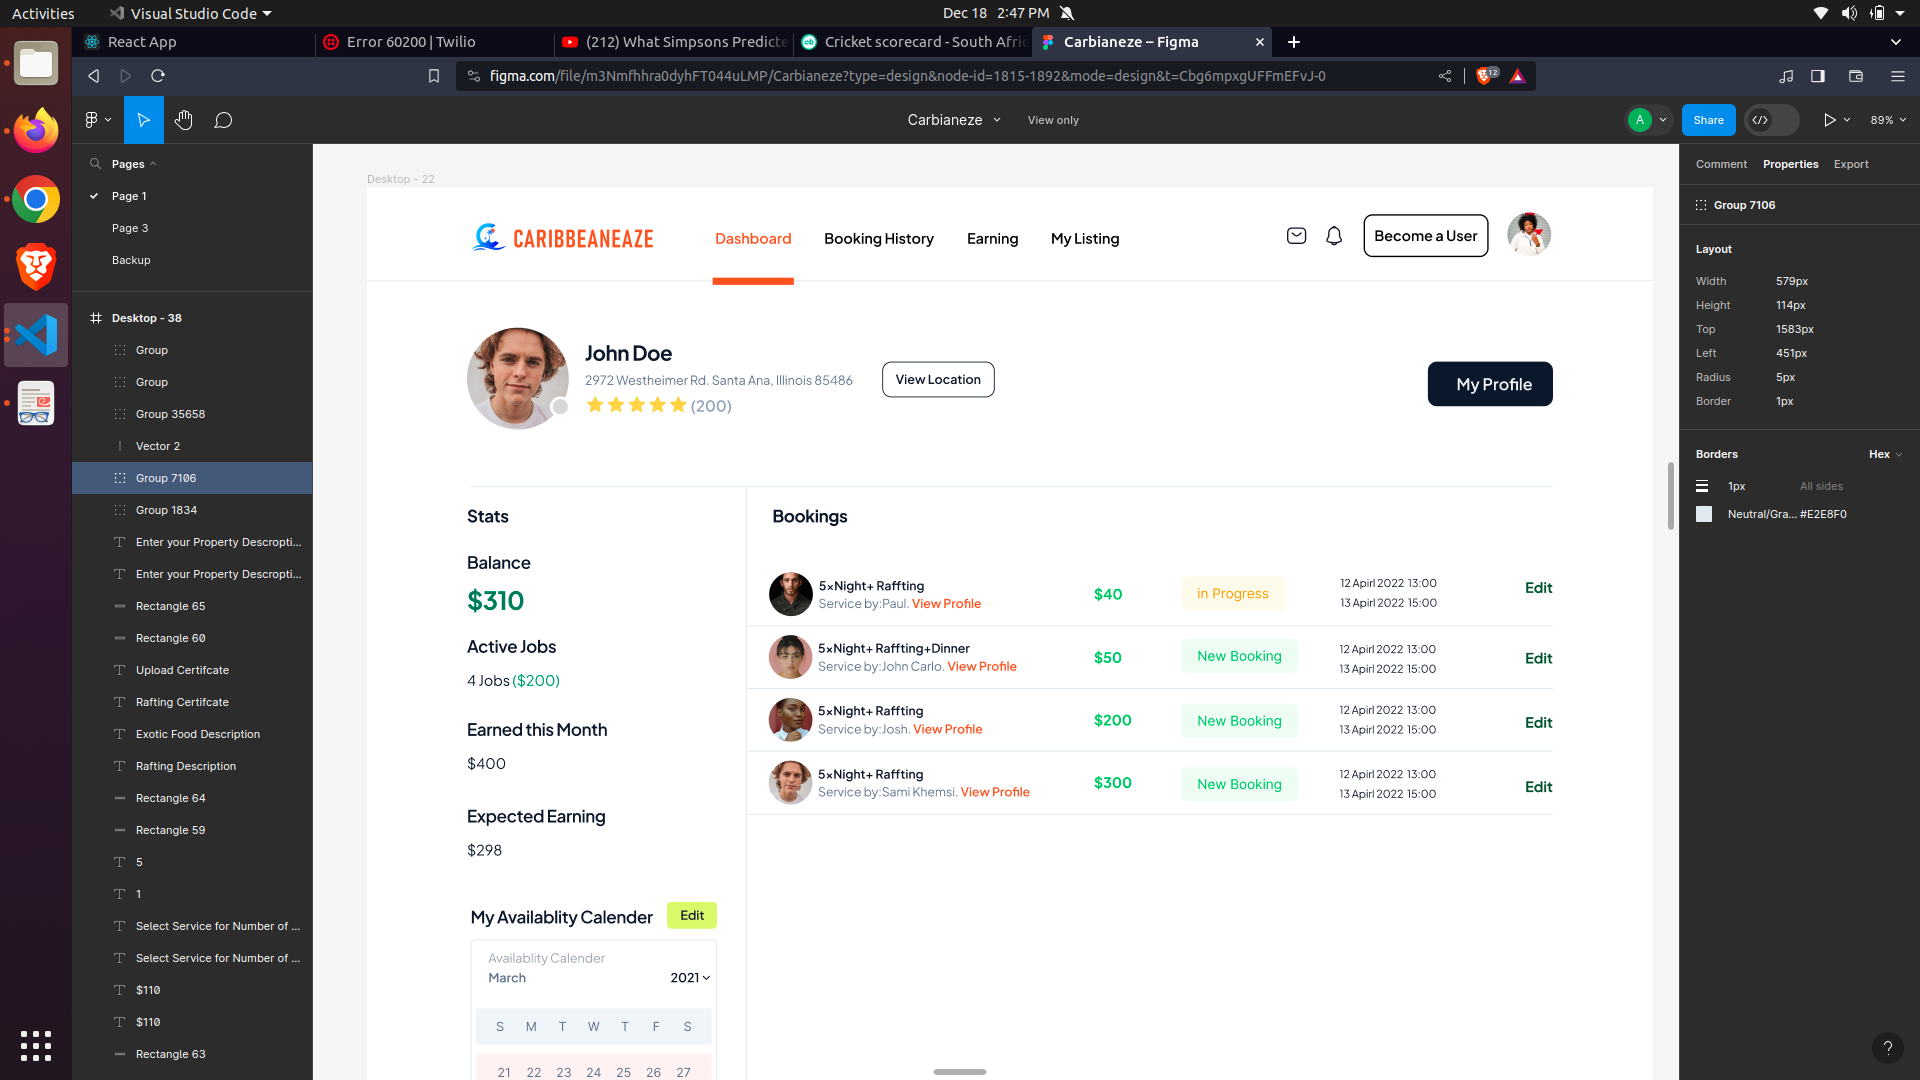 Activities
Visual Studio Code
Dec 18 2:47 PM
React App
Error 60200 | Twilio
(212) What Simpsons Predicte
Cricket scorecard - South Afri
Carbianeze – Figma
figma.com/file/m3Nmfhhra0dyhFT044uLMP/Carbianeze?type=design&node-id=1815-1892&mode=design&t=Cbg6mpxgUFFmEFvJ-0
12
Carbianeze
View only
A
Share
89%
Pages
Page 1
Page 3
Backup
Desktop - 38
Group
Group
Group 35658
Vector 2
Group 7106
Group 1834
Enter your Property Descropti...
Enter your Property Descropti...
Rectangle 65
Rectangle 60
Upload Certifcate
Rafting Certifcate
Exotic Food Description
Rafting Description
Rectangle 64
Rectangle 59
5
1
Select Service for Number of ...
Select Service for Number of ...
$110
$110
Rectangle 63
Desktop - 22
CARIBBEANEAZE
Dashboard
Booking History
Earning
My Listing
Become a User
John Doe
2972 Westheimer Rd. Santa Ana, Illinois 85486
(200)
View Location
My Profile
Stats
Balance
$310
Active Jobs
4 Jobs ($200)
Earned this Month
$400
Expected Earning
$298
My Availablity Calender
Edit
Availablity Calender
March
2021
S M T W T F S
21 22 23 24 25 26 27
Bookings
5×Night+ Raffting
Service by:Paul. View Profile
$40
in Progress
12 Apirl 2022 13:00
13 Apirl 2022 15:00
Edit
5×Night+ Raffting+Dinner
Service by:John Carlo. View Profile
$50
New Booking
12 Apirl 2022 13:00
13 Apirl 2022 15:00
Edit
5×Night+ Raffting
Service by:Josh. View Profile
$200
New Booking
12 Apirl 2022 13:00
13 Apirl 2022 15:00
Edit
5×Night+ Raffting
Service by:Sami Khemsi. View Profile
$300
New Booking
12 Apirl 2022 13:00
13 Apirl 2022 15:00
Edit
Comment
Properties
Export
Group 7106
Layout
Width 579px
Height 114px
Top 1583px
Left 451px
Radius 5px
Border 1px
Borders
Hex
1px All sides
Neutral/Gra... #E2E8F0
?